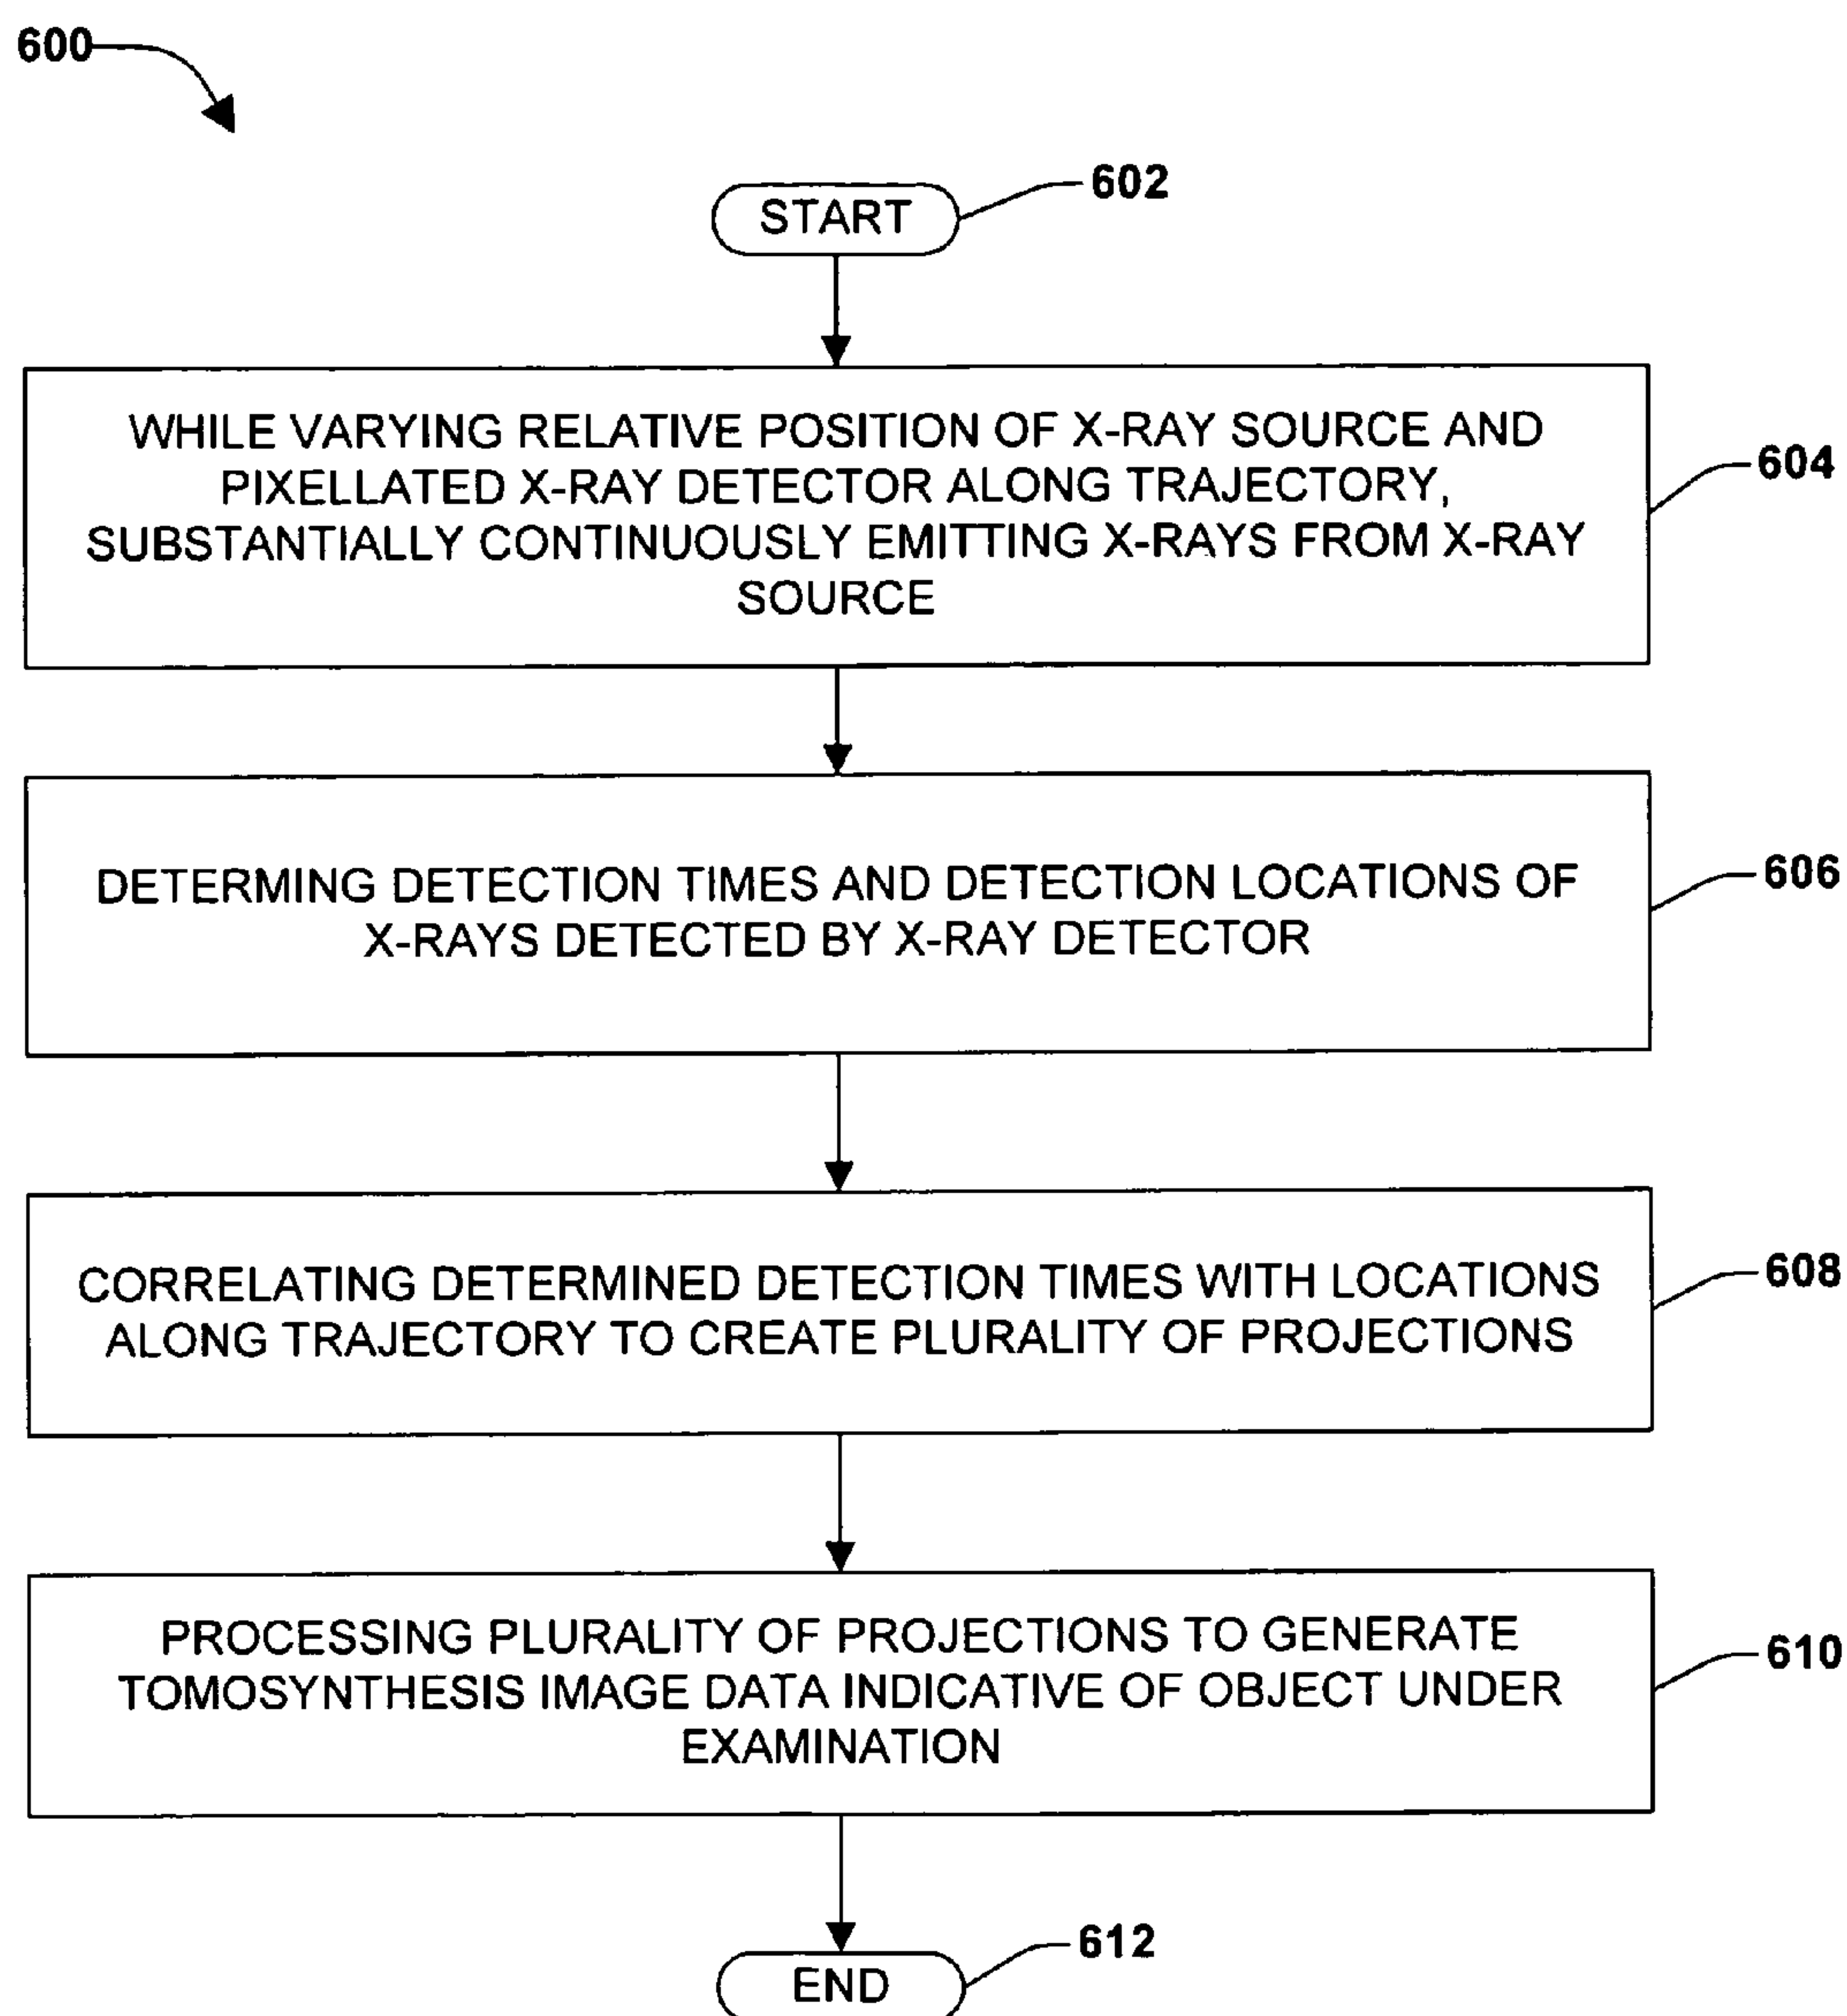 600
602
START
WHILE VARYING RELATIVE POSITION OF X-RAY SOURCE AND
PIXELLATED X-RAY DETECTOR ALONG TRAJECTORY,
SUBSTANTIALLY CONTINUOUSLY EMITTING X-RAYS FROM X-RAY
SOURCE
604
DETERMING DETECTION TIMES AND DETECTION LOCATIONS OF
X-RAYS DETECTED BY X-RAY DETECTOR
606
CORRELATING DETERMINED DETECTION TIMES WITH LOCATIONS
ALONG TRAJECTORY TO CREATE PLURALITY OF PROJECTIONS
608
PROCESSING PLURALITY OF PROJECTIONS TO GENERATE
TOMOSYNTHESIS IMAGE DATA INDICATIVE OF OBJECT UNDER
EXAMINATION
610
612
END